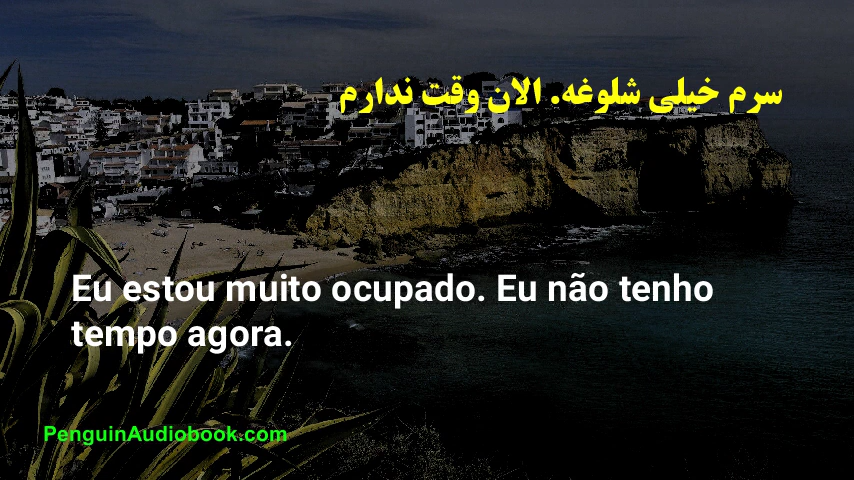 سرم خیلی شلوغه. الان وقت ندارم
Eu estou muito ocupado. Eu não tenho
tempo agora.
PenguinAudiobook.com